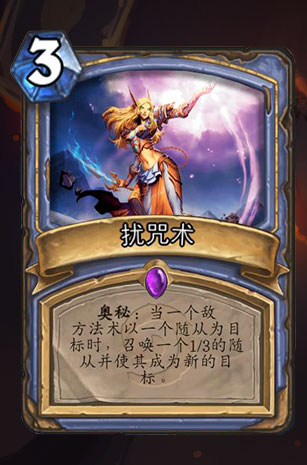 3
扰咒术
奥秘：当一个敌
方法术以一个随从为目
标时，召唤一个1/3的随
从并使其成为新的目
标。